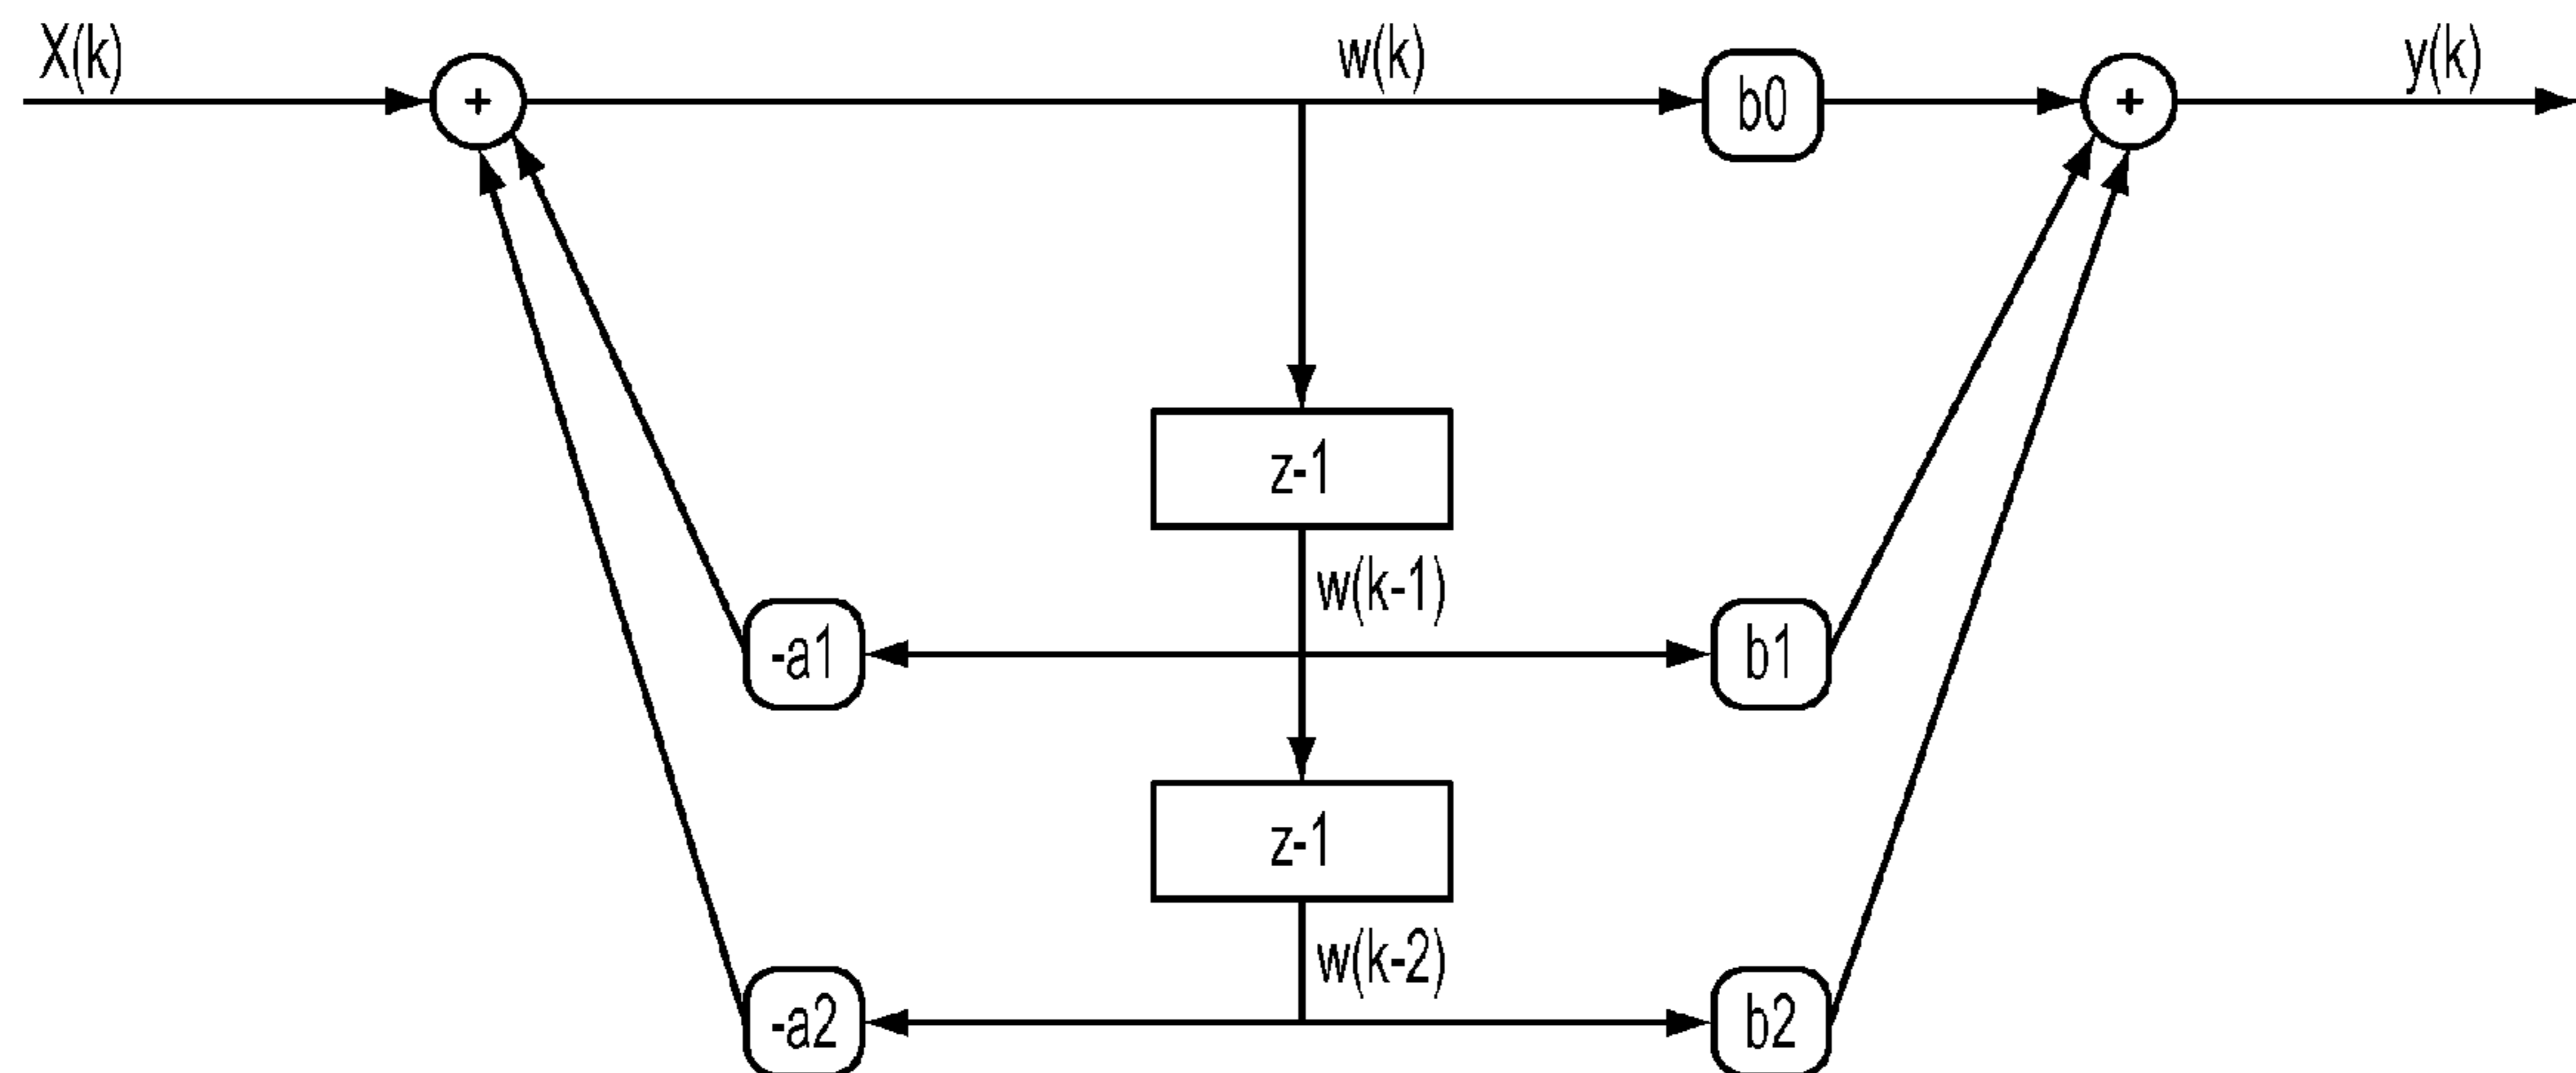 X(k)
+
w(k)
b0
+
y(k)
z-1
w(k-1)
-a1
b1
z-1
w(k-2)
-a2
b2